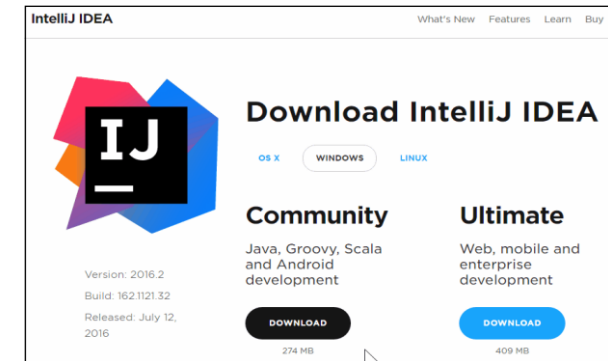 IntelliJ IDEA
What's New Features Learn Buy
IJ
Download IntelliJ IDEA
OS X WINDOWS LINUX
Community
Java, Groovy, Scala
and Android
development
DOWNLOAD
274 MB
Ultimate
Web, mobile and
enterprise
development
DOWNLOAD
409 MB
Version: 2016.2
Build: 162.1121.32
Released: July 12,
2016